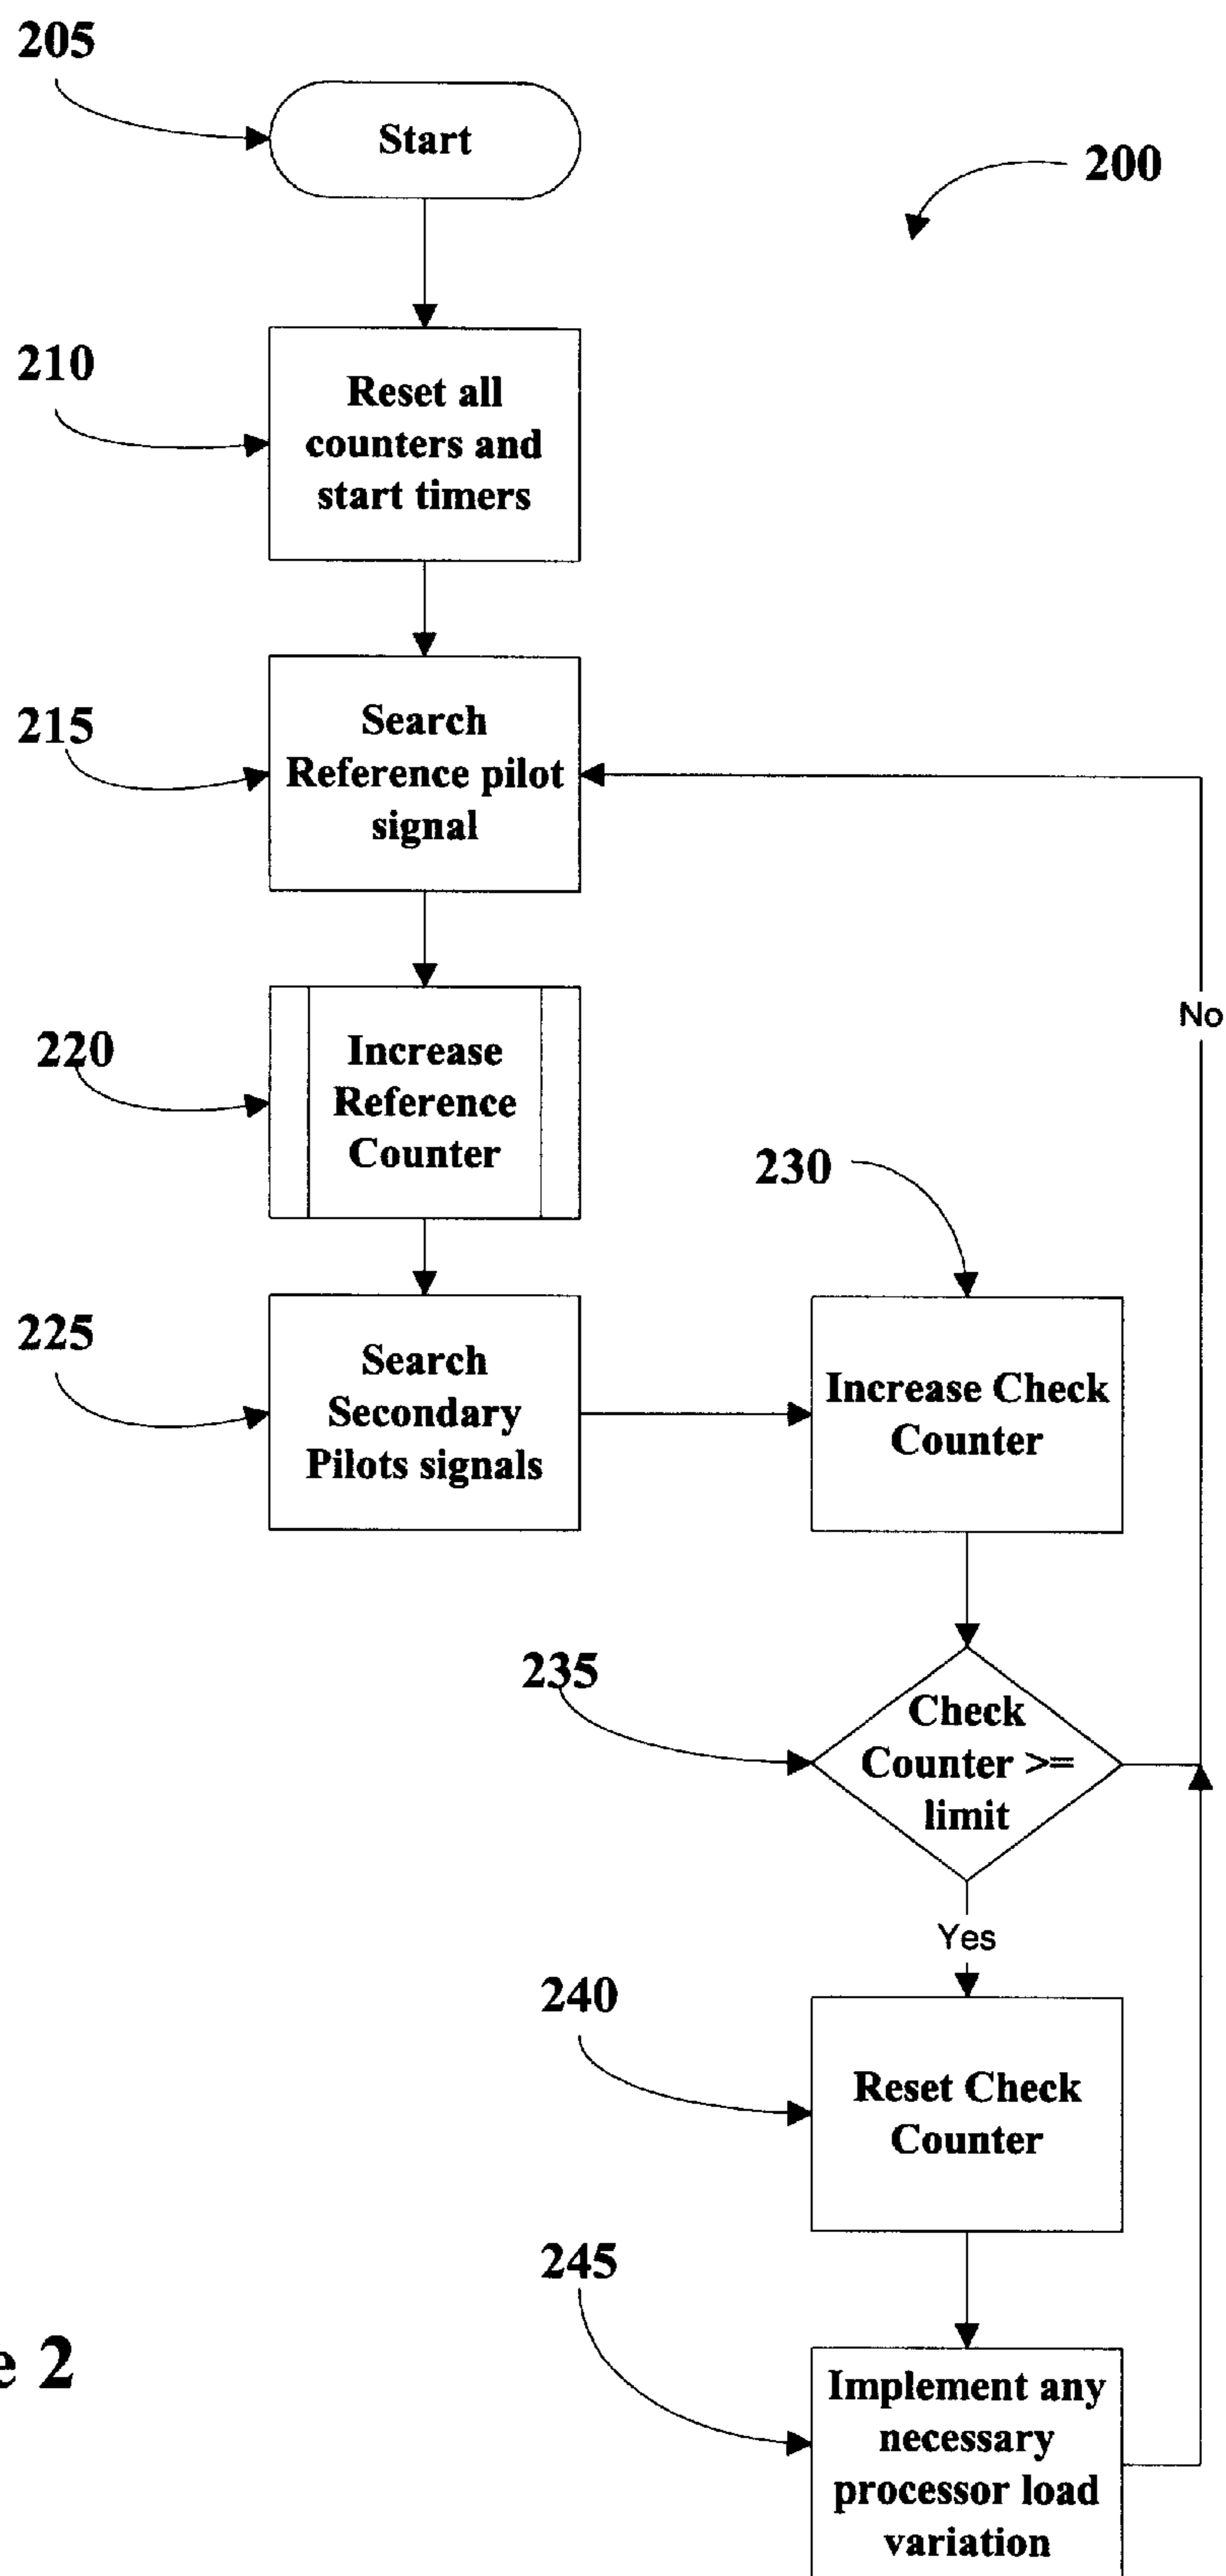 205
Start
200
210
Reset all
counters and
start timers
215
Search
Reference pilot
signal
No
220
Increase
Reference
Counter
230
225
Search
Secondary
Pilots signals
Increase Check
Counter
235
Check
Counter >=
limit
Yes
240
Reset Check
Counter
245
Implement any
necessary
processor load
variation
2